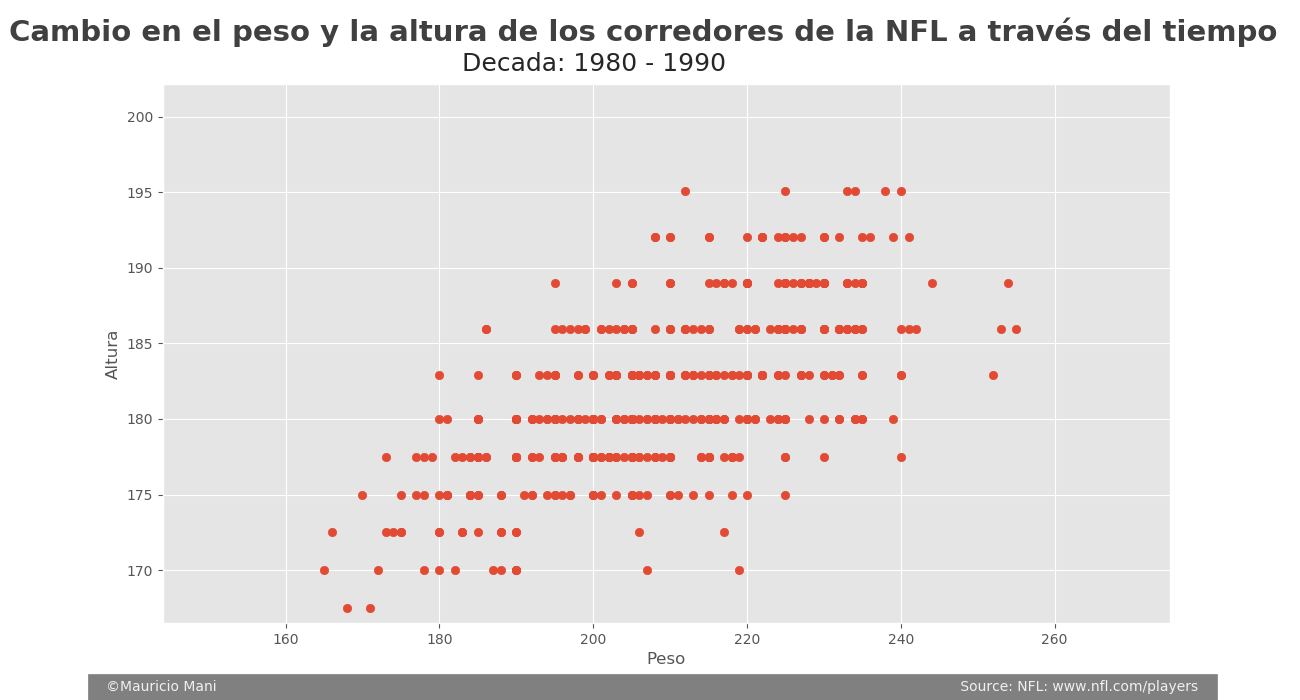 Cambio en el peso y la altura de los corredores de la NFL a través del tiempo
Decada: 1980 - 1990
Altura
200
195
190
185
180
175
170
160 180 200 220 240 260
Peso
©Mauricio Mani Source: NFL: www.nfl.com/players